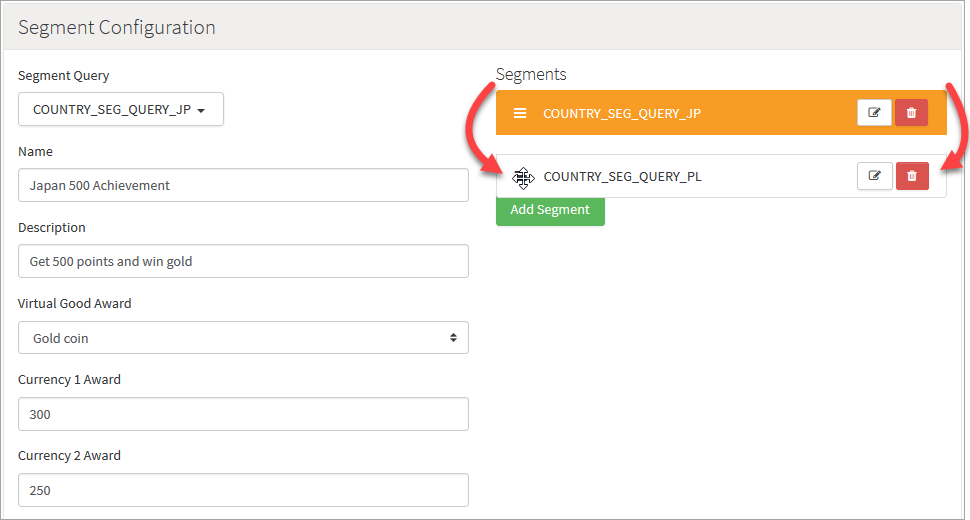 Segment Configuration
Segment Query
COUNTRY_SEG_QUERY_JP
Name
Japan 500 Achievement
Description
Get 500 points and win gold
Virtual Good Award
Gold coin
Currency 1 Award
300
Currency 2 Award
250
Segments
COUNTRY_SEG_QUERY_JP
COUNTRY_SEG_QUERY_PL
Add Segment